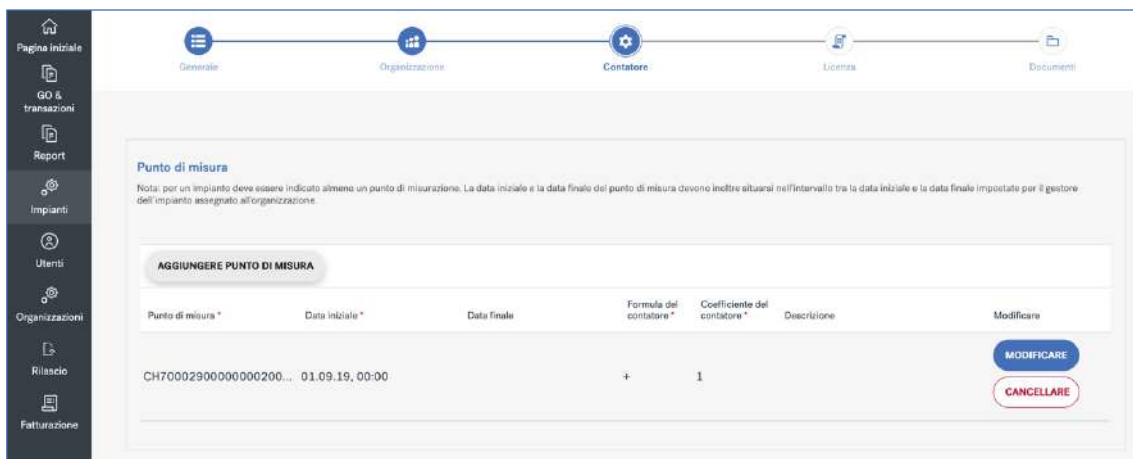 Pagina iniziale
GO &
transazioni
Report
Impianti
Utenti
Organizzazioni
Rilascio
Fatturazione
Generale
Organizzazione
Contatore
Licenza
Documenti
Punto di misura
Nota: per un impianto deve essere indicato almeno un punto di misurazione. La data iniziale e la data finale del punto di misura devono inoltre situarsi nell'intervallo tra la data iniziale e la data finale impostate per il gestore
dell'impianto assegnato all'organizzazione.
AGGIUNGERE PUNTO DI MISURA
Punto di misura * Data iniziale * Data finale Formula del contatore * Coefficiente del contatore * Descrizione Modificare
CH70002900000000200... 01.09.19, 00:00 + 1
MODIFICARE
CANCELLARE